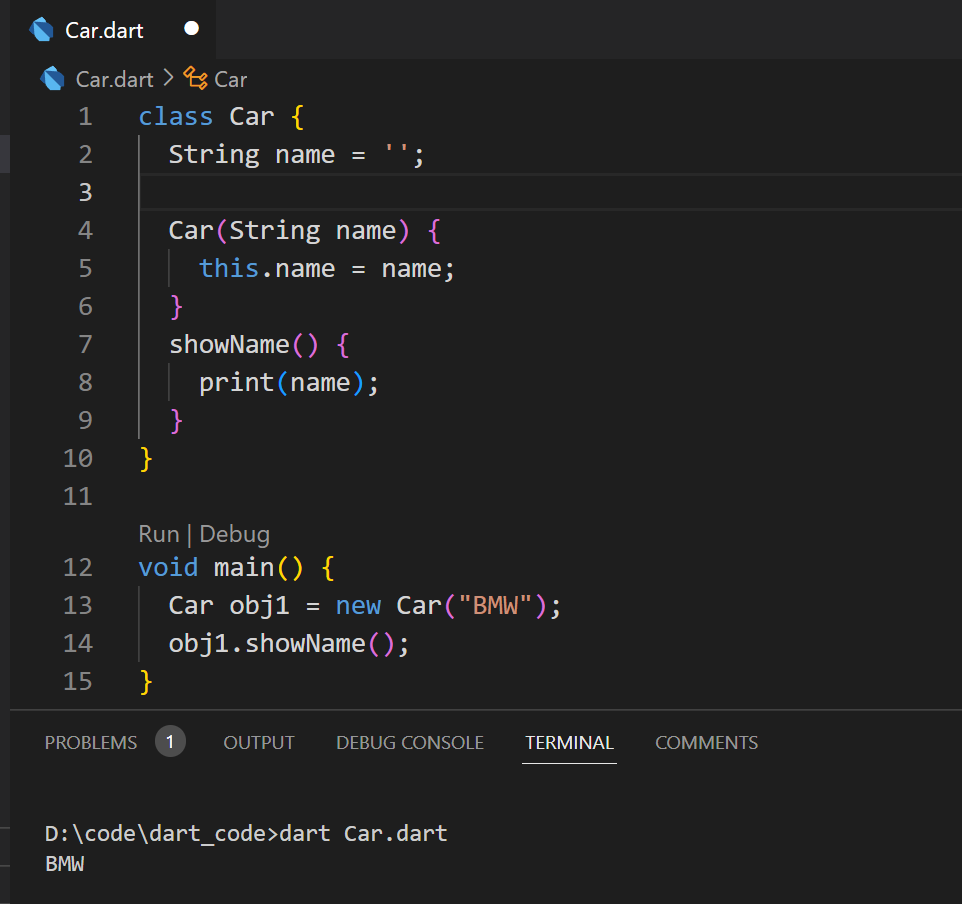 Car.dart
Car.dart > Car
1 class Car {
2 String name = '';
3
4 Car(String name) {
5 this.name = name;
6 }
7 showName() {
8 print(name);
9 }
10 }
11
Run | Debug
12 void main() {
13 Car obj1 = new Car("BMW");
14 obj1.showName();
15 }
PROBLEMS 1 OUTPUT DEBUG CONSOLE TERMINAL COMMENTS
D:\code\dart_code>dart Car.dart
BMW